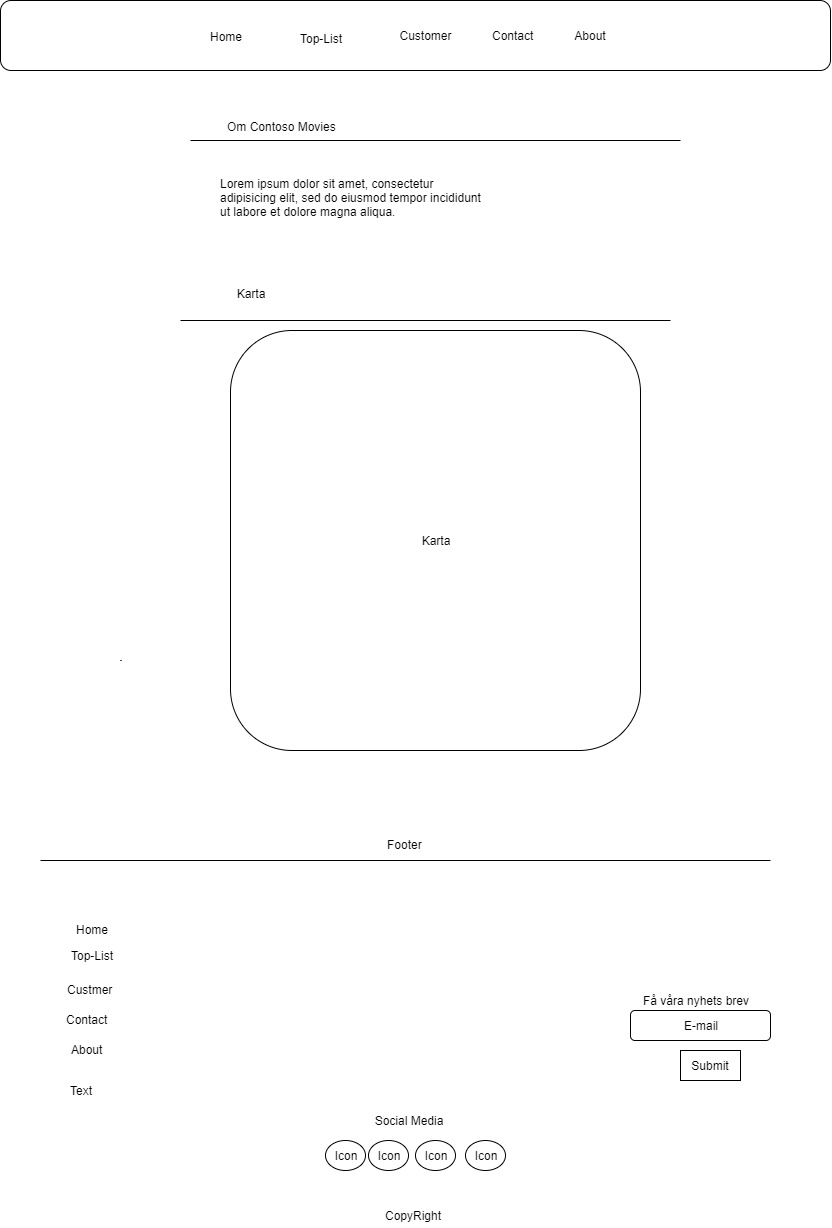 Home
Top-List
Customer
Contact
About
Om Contoso Movies
Lorem ipsum dolor sit amet, consectetur
adipisicing elit, sed do eiusmod tempor incididunt
ut labore et dolore magna aliqua.
Karta
Karta
Footer
Home
Top-List
Custmer
Contact
About
Text
Få våra nyhets brev
E-mail
Submit
Social Media
Icon
Icon
Icon
Icon
CopyRight